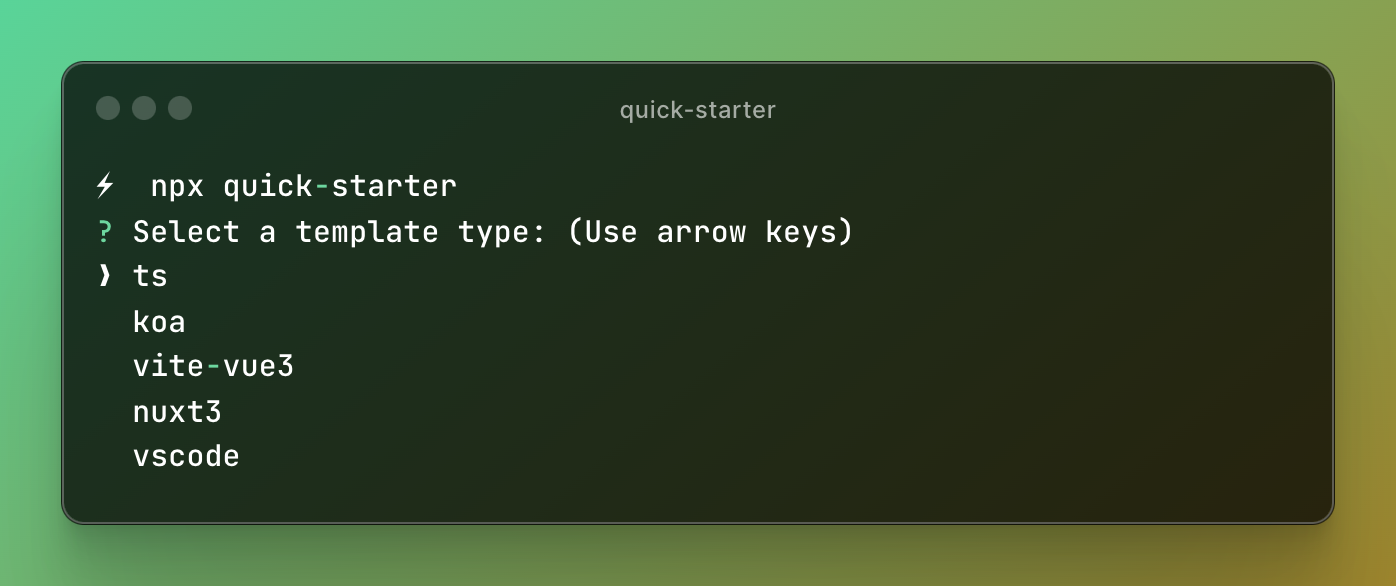 quick-starter
⚡ npx quick-starter
? Select a template type: (Use arrow keys)
❯ ts
koa
vite-vue3
nuxt3
vscode